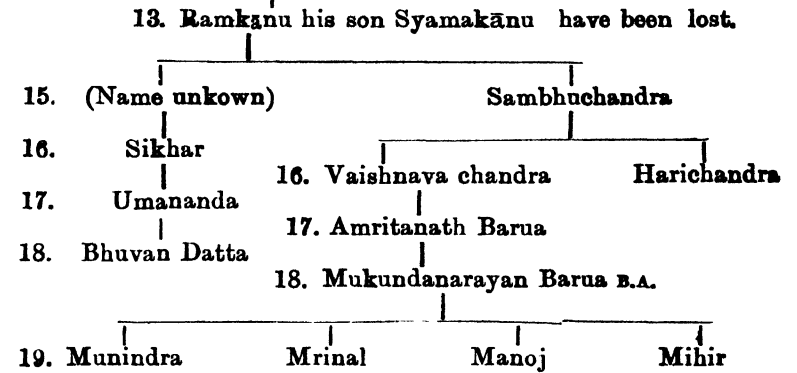 13. Ramkānu his son Syamakānu have been lost.
15. (Name unkown) Sambhuchandra
16. Sikhar
16. Vaishnava chandra Harichandra
17. Umananda
17. Amritanath Barua
18. Bhuvan Datta
18. Mukundanarayan Barua B.A.
19. Munindra Mrinal Manoj Mihir